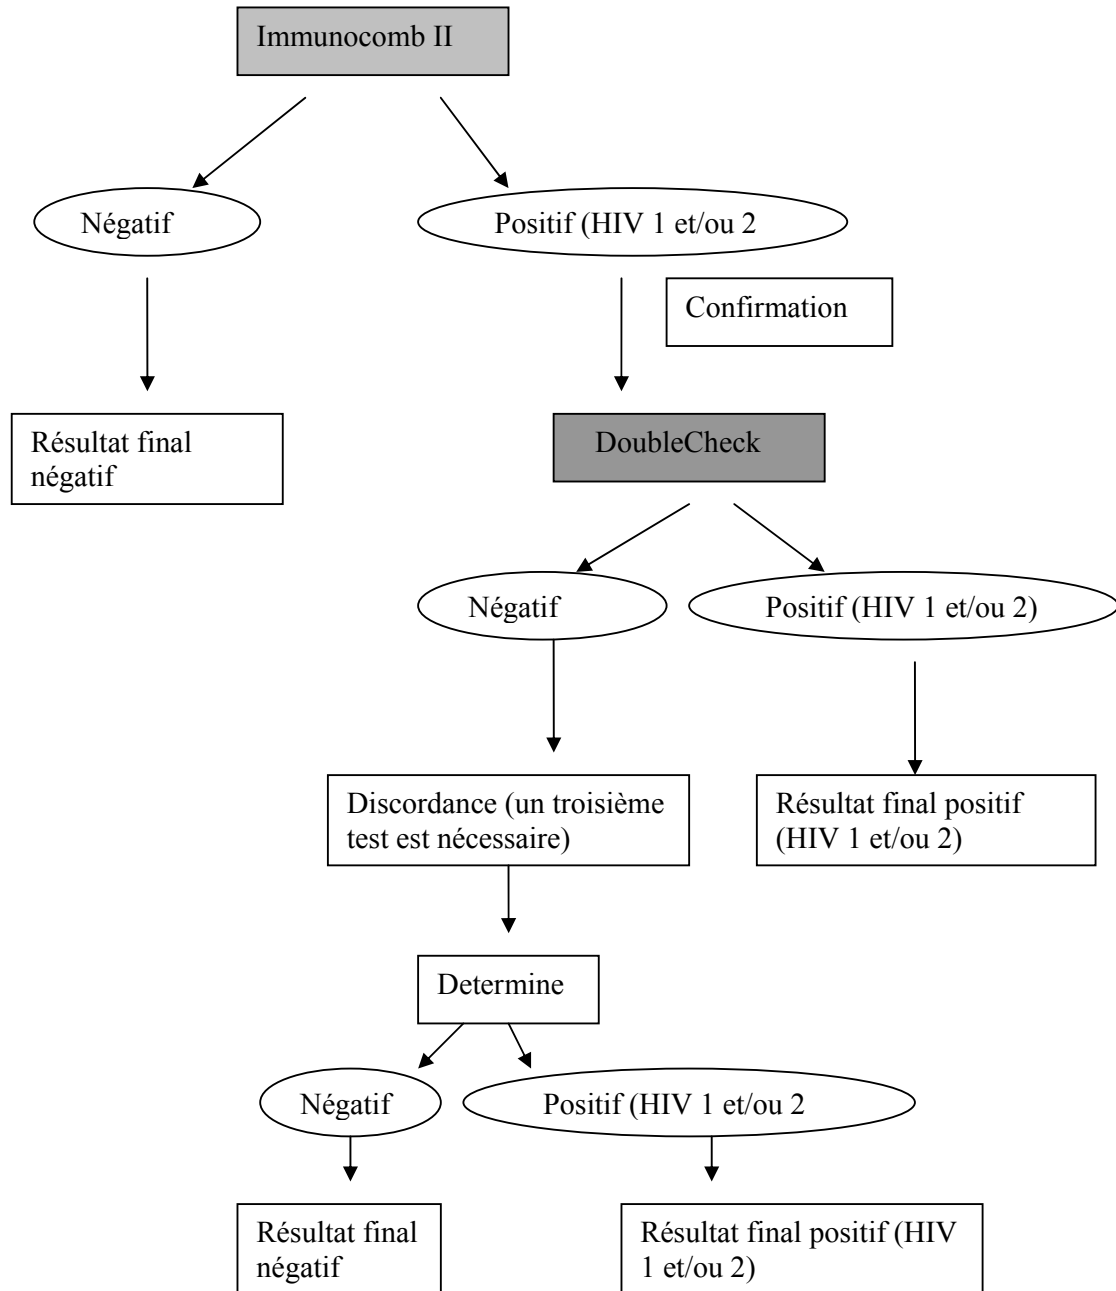 Immunocomb II
Négatif
Positif (HIV 1 et/ou 2
Confirmation
Résultat final
négatif
DoubleCheck
Négatif
Positif (HIV 1 et/ou 2)
Discordance (un troisième
test est nécessaire)
Résultat final positif
(HIV 1 et/ou 2)
Determine
Négatif
Positif (HIV 1 et/ou 2
Résultat final
négatif
Résultat final positif (HIV
1 et/ou 2)